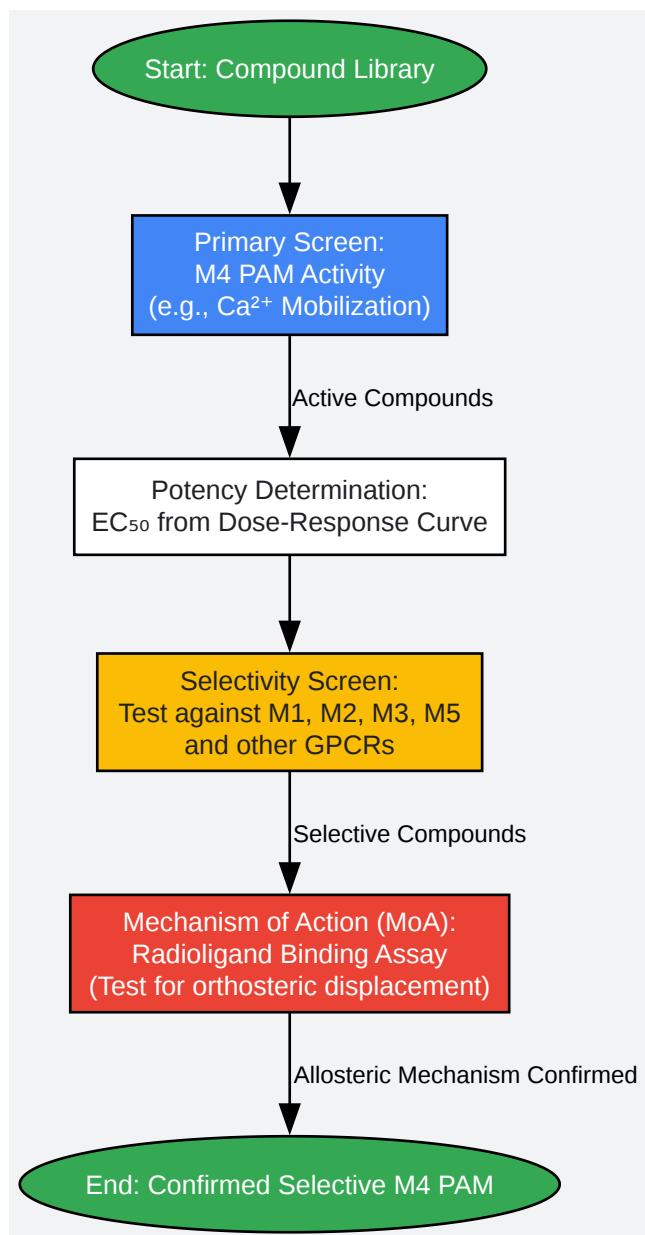 Start: Compound Library
Primary Screen:
M4 PAM Activity
(e.g., Ca²⁺ Mobilization)
Active Compounds
Potency Determination:
EC₅₀ from Dose-Response Curve
Selectivity Screen:
Test against M1, M2, M3, M5
and other GPCRs
Selective Compounds
Mechanism of Action (MoA):
Radioligand Binding Assay
(Test for orthosteric displacement)
Allosteric Mechanism Confirmed
End: Confirmed Selective M4 PAM